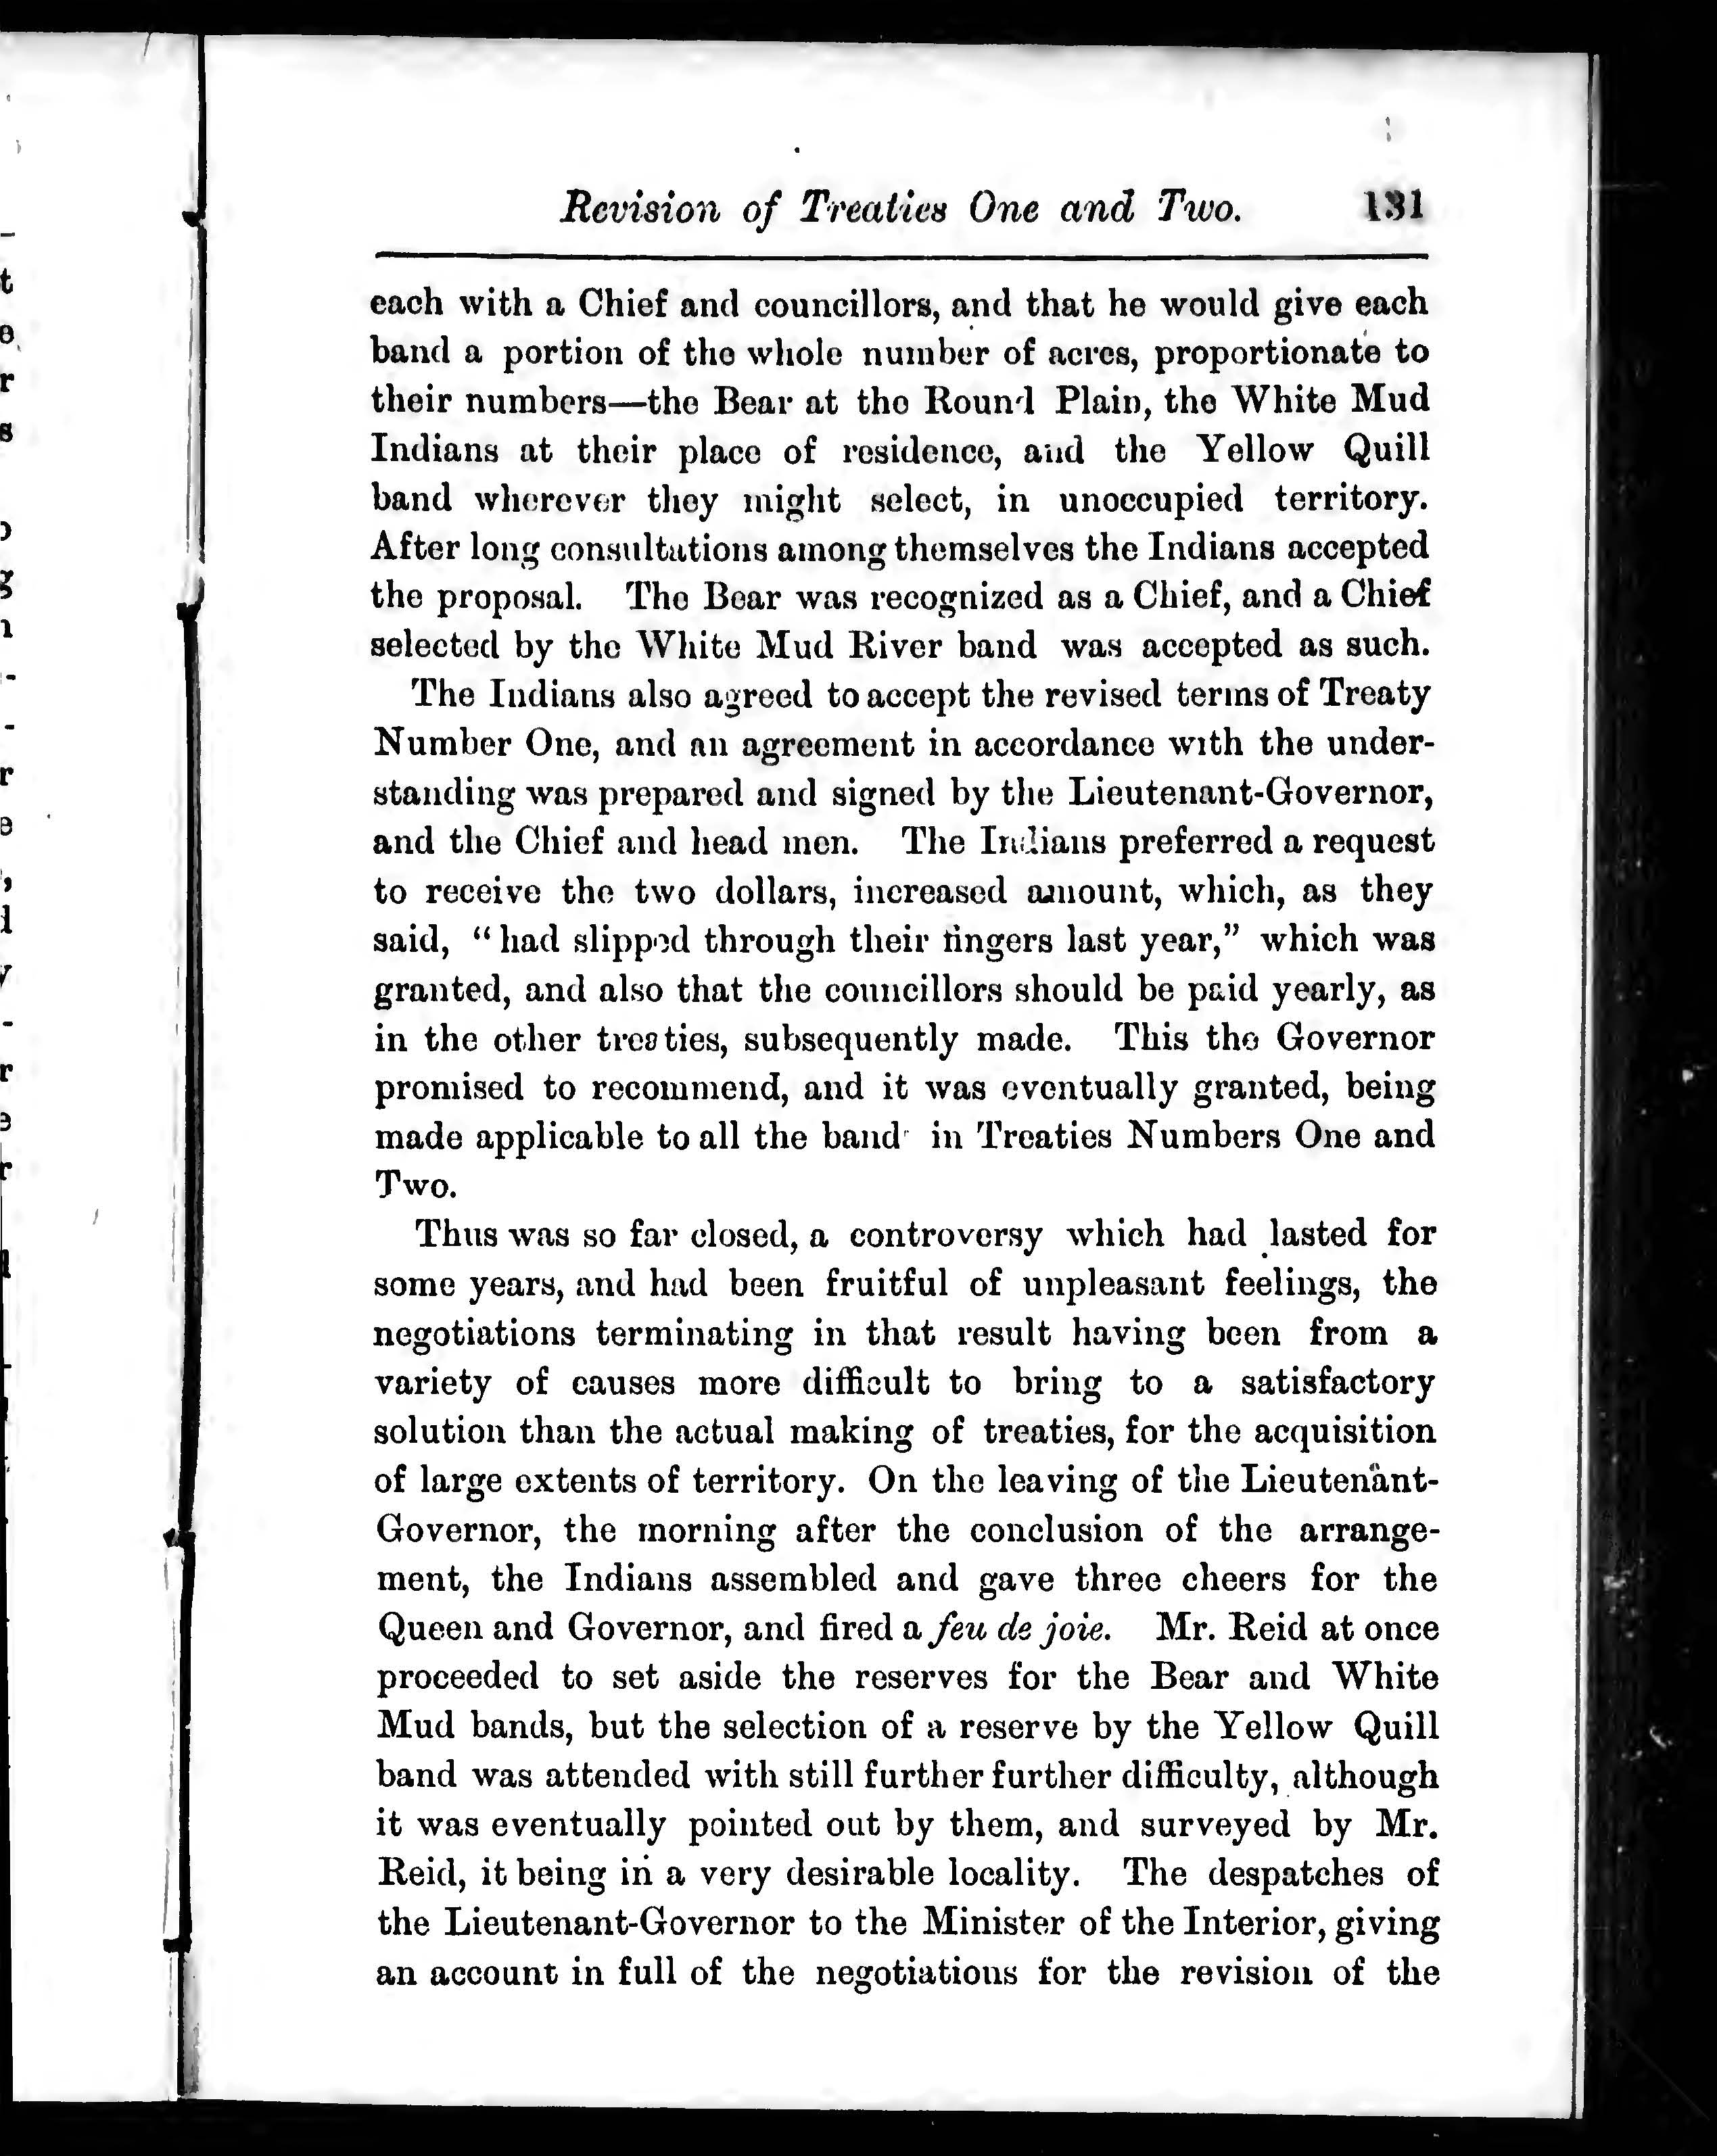 Revision of Treaties One and Two. 131
each with a Chief and councillors, and that he would give each
band a portion of the whole number of acres, proportionate to
their numbers—the Bear at the Round Plain, the White Mud
Indians at their place of residence, and the Yellow Quill
band wherever they might select, in unoccupied territory.
After long consultations among themselves the Indians accepted
the proposal. The Bear was recognized as a Chief, and a Chief
selected by the White Mud River band was accepted as such.
The Indians also agreed to accept the revised terms of Treaty
Number One, and an agreement in accordance with the under-
standing was prepared and signed by the Lieutenant-Governor,
and the Chief and head men. The Indians preferred a request
to receive the two dollars, increased amount, which, as they
said, "had slipped through their fingers last year," which was
granted, and also that the councillors should be paid yearly, as
in the other treaties, subsequently made. This the Governor
promised to recommend, and it was eventually granted, being
made applicable to all the bands in Treaties Numbers One and
Two.
Thus was so far closed, a controversy which had lasted for
some years, and had been fruitful of unpleasant feelings, the
negotiations terminating in that result having been from a
variety of causes more difficult to bring to a satisfactory
solution than the actual making of treaties, for the acquisition
of large extents of territory. On the leaving of the Lieutenant-
Governor, the morning after the conclusion of the arrange-
ment, the Indians assembled and gave three cheers for the
Queen and Governor, and fired a feu de joie. Mr. Reid at once
proceeded to set aside the reserves for the Bear and White
Mud bands, but the selection of a reserve by the Yellow Quill
band was attended with still further further difficulty, although
it was eventually pointed out by them, and surveyed by Mr.
Reid, it being in a very desirable locality. The despatches of
the Lieutenant-Governor to the Minister of the Interior, giving
an account in full of the negotiations for the revision of the